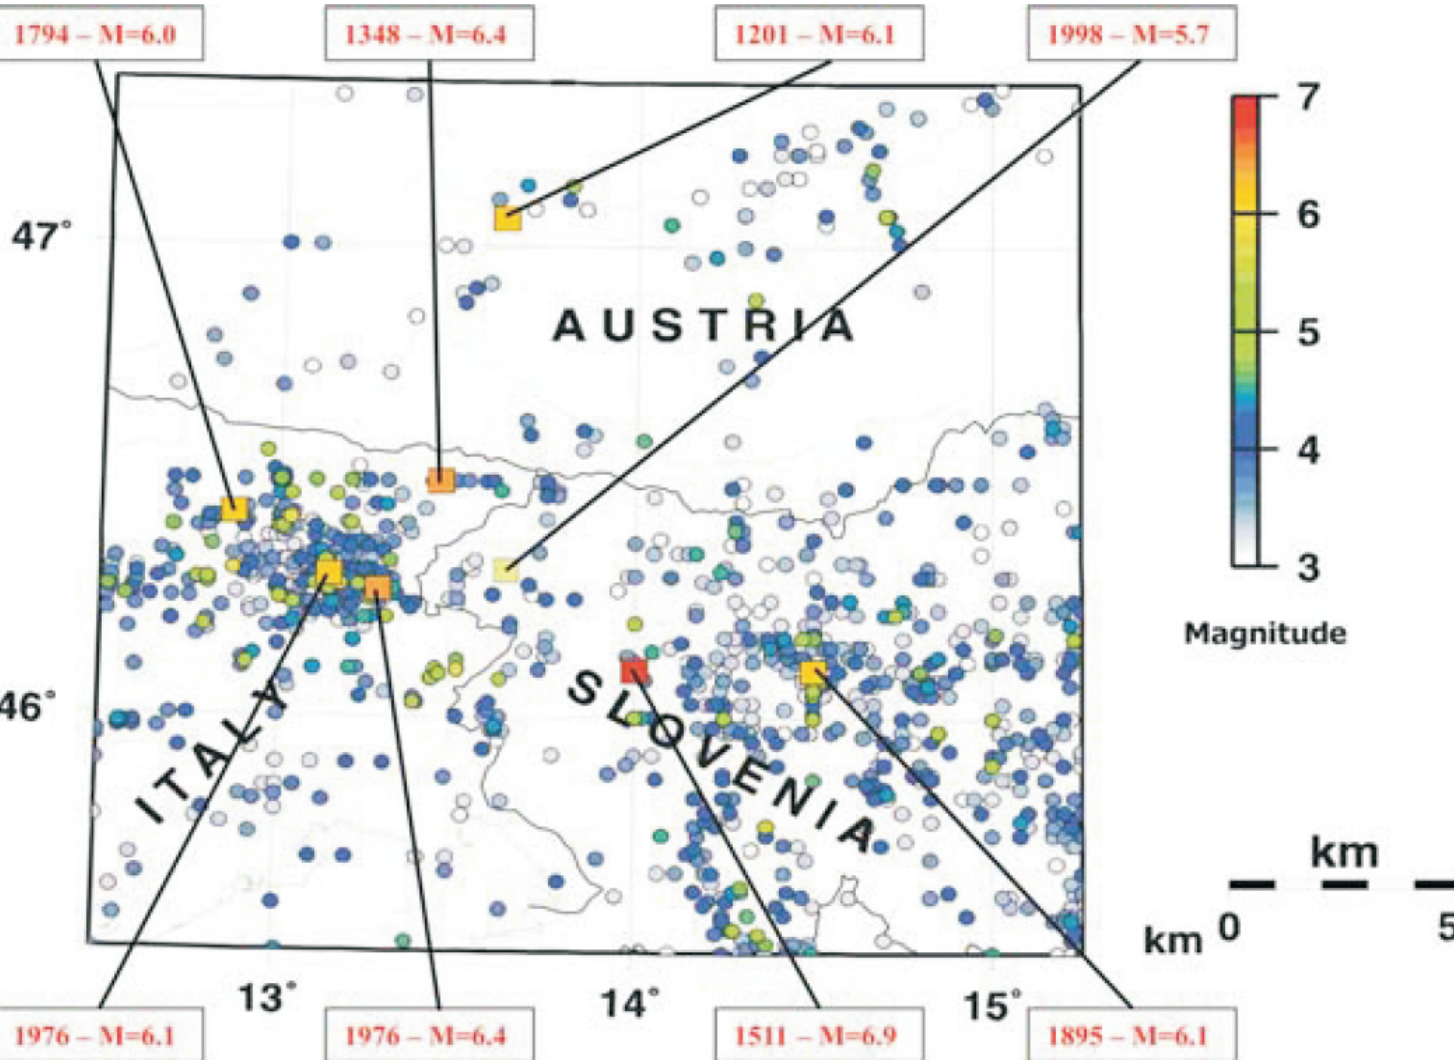 1794 – M=6.0
1348 – M=6.4
1201 – M=6.1
1998 – M=5.7
7
6
5
4
3
Magnitude
47°
46°
AUSTRIA
ITALY
SLOVENIA
km
km 0 5
13° 14° 15°
1976 – M=6.1
1976 – M=6.4
1511 – M=6.9
1895 – M=6.1